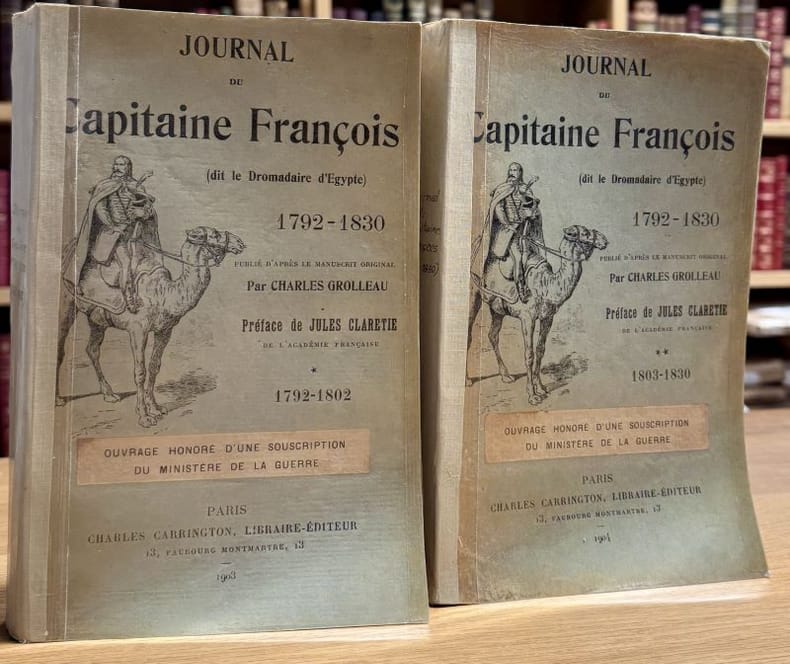 JOURNAL
DU
Capitaine François
(dit le Dromadaire d'Egypte)
1792-1830
PUBLIÉ D'APRÈS LE MANUSCRIT ORIGINAL
Par CHARLES GROLLEAU
Préface de JULES CLARETIE
DE L'ACADÉMIE FRANÇAISE
*
1792-1802
OUVRAGE HONORÉ D'UNE SOUSCRIPTION
DU MINISTÈRE DE LA GUERRE
PARIS
CHARLES CARRINGTON, LIBRAIRE-ÉDITEUR
13, FAUBOURG MONTMARTRE, 13
1903
JOURNAL
DU
Capitaine François
(dit le Dromadaire d'Egypte)
1792-1830
PUBLIÉ D'APRÈS LE MANUSCRIT ORIGINAL
Par CHARLES GROLLEAU
Préface de JULES CLARETIE
DE L'ACADÉMIE FRANÇAISE
**
1803-1830
OUVRAGE HONORÉ D'UNE SOUSCRIPTION
DU MINISTÈRE DE LA GUERRE
PARIS
CHARLES CARRINGTON, LIBRAIRE-ÉDITEUR
13, FAUBOURG MONTMARTRE, 13
1904